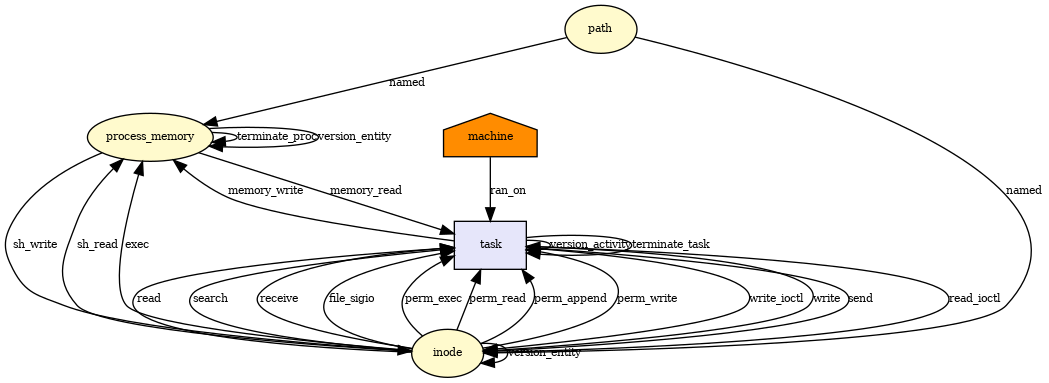 path
named
process_memory
terminate_proc
version_entity
machine
memory_write
memory_read
ran_on
named
sh_write
sh_read
exec
task
version_activity
terminate_task
read
search
receive
file_sigio
perm_exec
perm_read
perm_append
perm_write
write_ioctl
write
send
read_ioctl
inode
version_entity